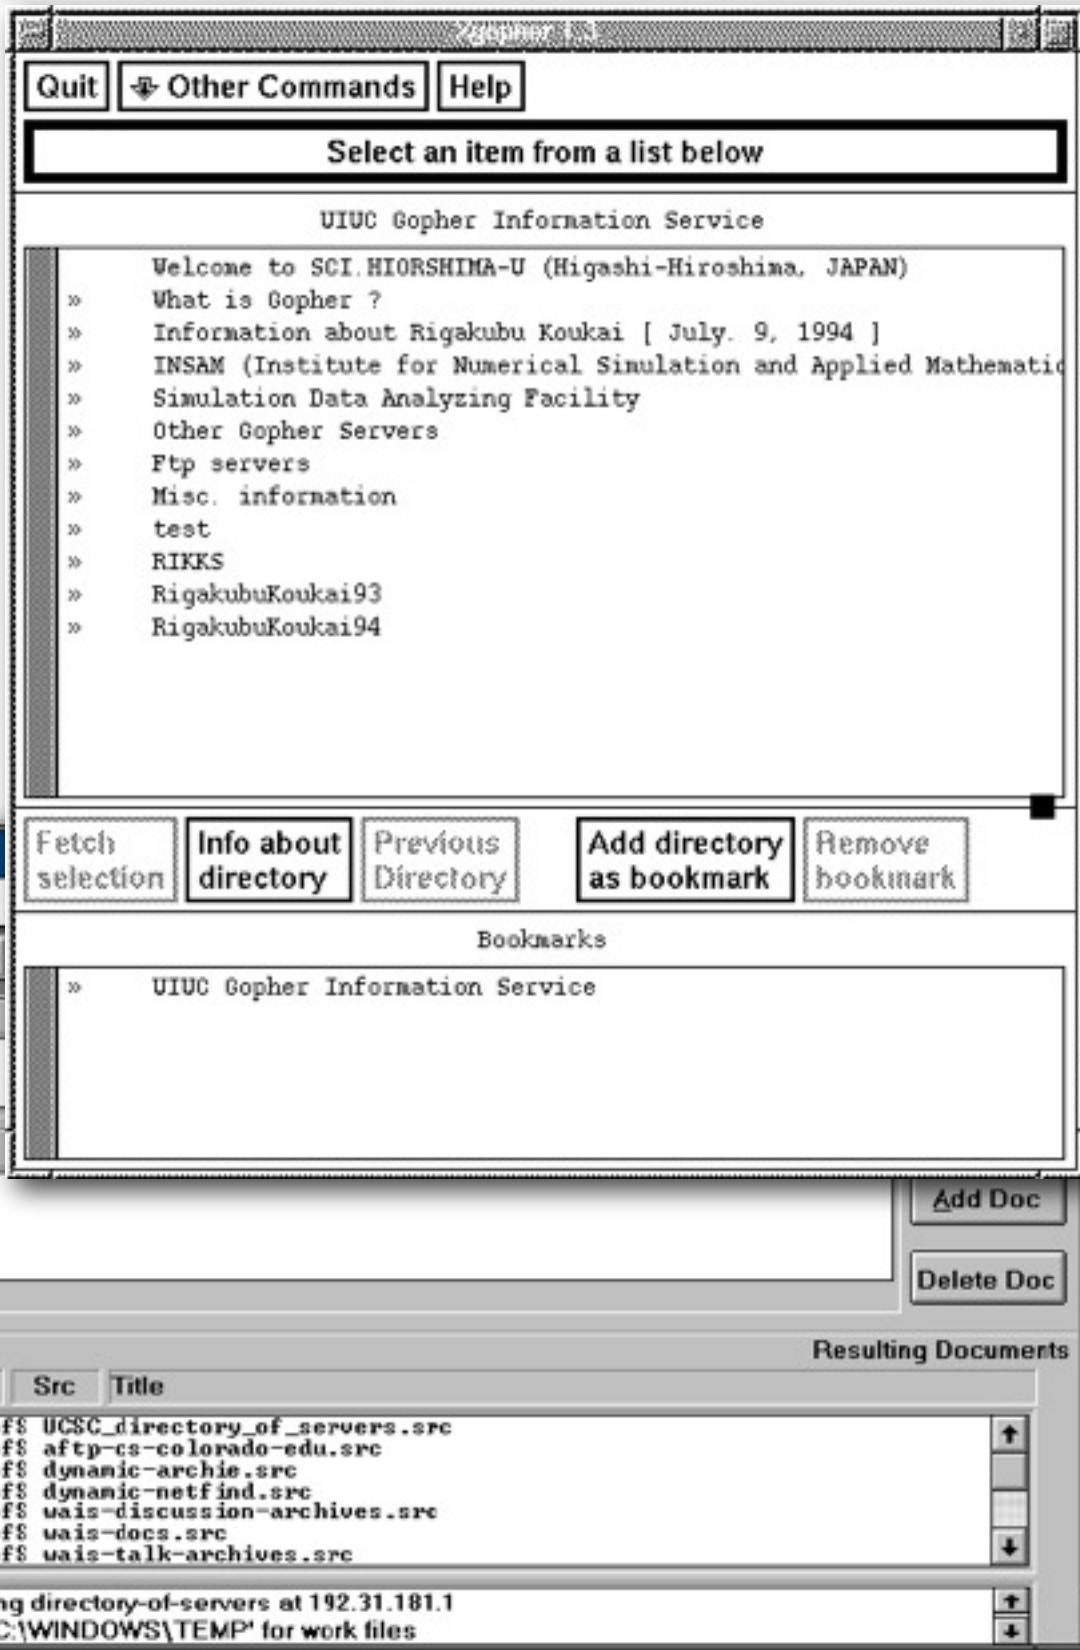 Xgopher 1.3
Quit Other Commands Help
Select an item from a list below
UIUC Gopher Information Service
Welcome to SCI.HIORSHIMA-U (Higashi-Hiroshima, JAPAN)
» What is Gopher ?
» Information about Rigakubu Koukai [ July. 9, 1994 ]
» INSAM (Institute for Numerical Simulation and Applied Mathematic
» Simulation Data Analyzing Facility
» Other Gopher Servers
» Ftp servers
» Misc. information
» test
» RIKKS
» RigakubuKoukai93
» RigakubuKoukai94
Fetch Info about Previous Add directory Remove
selection directory Directory as bookmark bookmark
Bookmarks
» UIUC Gopher Information Service
Add Doc
Delete Doc
Resulting Documents
Src Title
UCSC_directory_of_servers.src
aftp-cs-colorado-edu.src
dynamic-archie.src
dynamic-netfind.src
wais-discussion-archives.src
wais-docs.src
wais-talk-archives.src
ng directory-of-servers at 192.31.181.1
C:\WINDOWS\TEMP' for work files